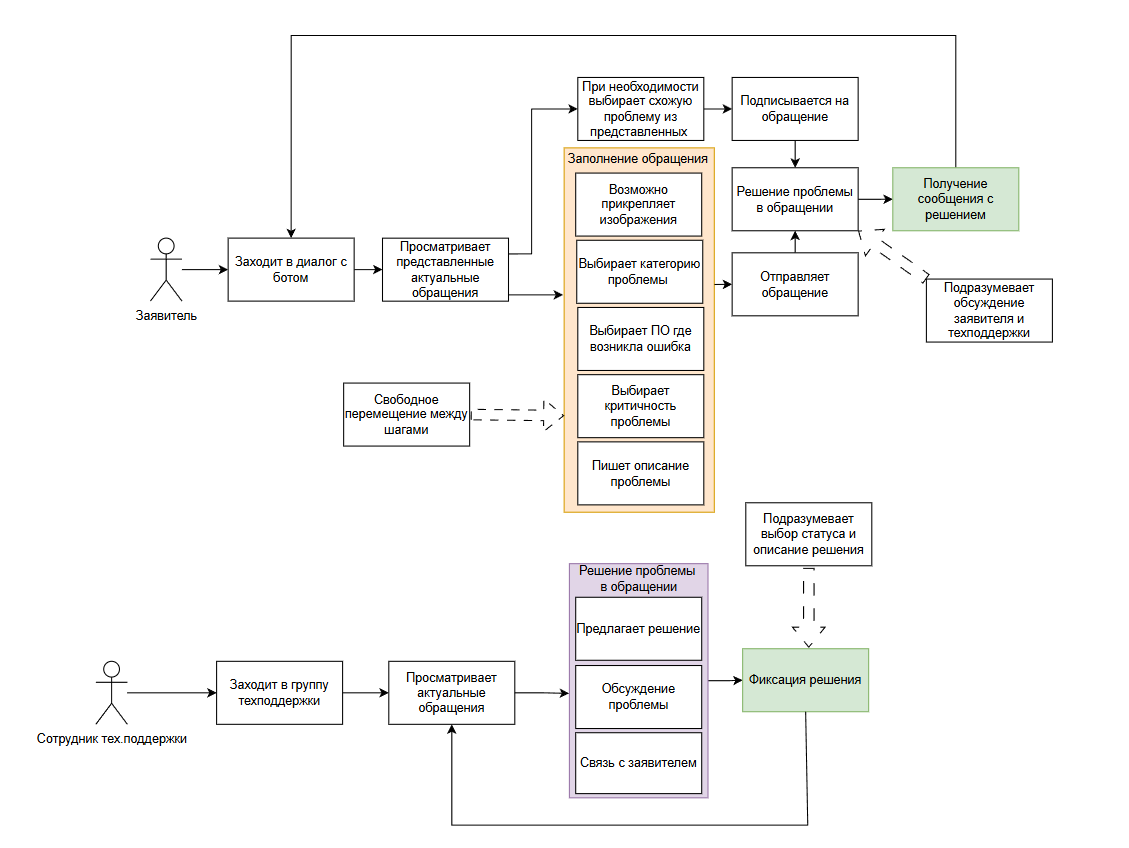 При необходимости
выбирает схожую
проблему из
представленных
Подписывается на
обращение
Заполнение обращения
Возможно
прикрепляет
изображения
Решение проблемы
в обращении
Получение
сообщения с
решением
Заявитель
Заходит в диалог с
ботом
Просматривает
представленные
актуальные
обращения
Выбирает категорию
проблемы
Отправляет
обращение
Подразумевает
обсуждение
заявителя и
техподдержки
Выбирает ПО где
возникла ошибка
Свободное
перемещение между
шагами
Выбирает
критичность
проблемы
Пишет описание
проблемы
Подразумевает
выбор статуса и
описание решения
Решение проблемы
в обращении
Предлагает решение
Сотрудник тех.поддержки
Заходит в группу
техподдержки
Просматривает
актуальные
обращения
Обсуждение
проблемы
Фиксация решения
Связь с заявителем